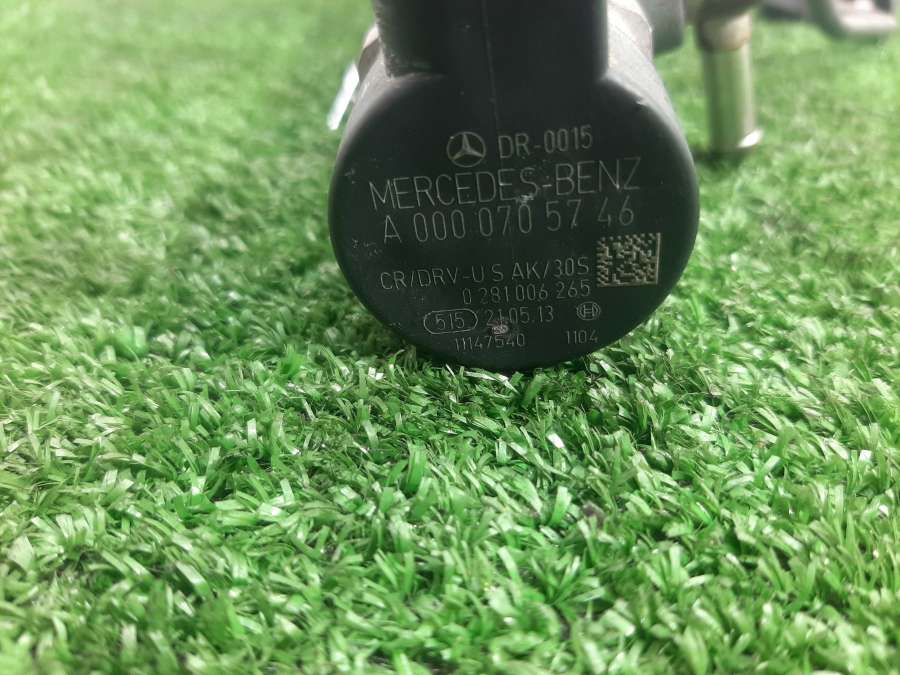 DR-0015
MERCEDES-BENZ
A 000 070 57 46
CR/DRV-U S AK/30S
0 281 006 265
515 21.05.13
11147540 1104